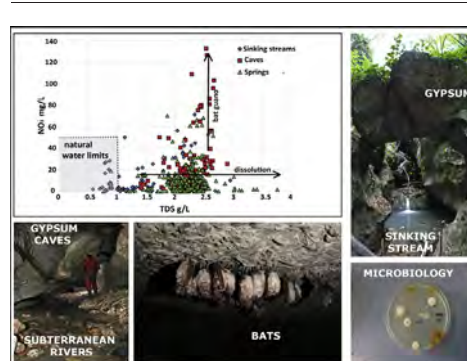 140
120
100
80
60
40
20
0
NO₃ mg/L
Sinking streams
Caves
Springs
natural
water limits
bat guano
dissolution
0 0.5 1 1.5 2 2.5 3 3.5 4
TDS g/L
GYPSUM
SINKING
STREAM
GYPSUM
CAVES
SUBTERRANEAN
RIVERS
BATS
MICROBIOLOGY